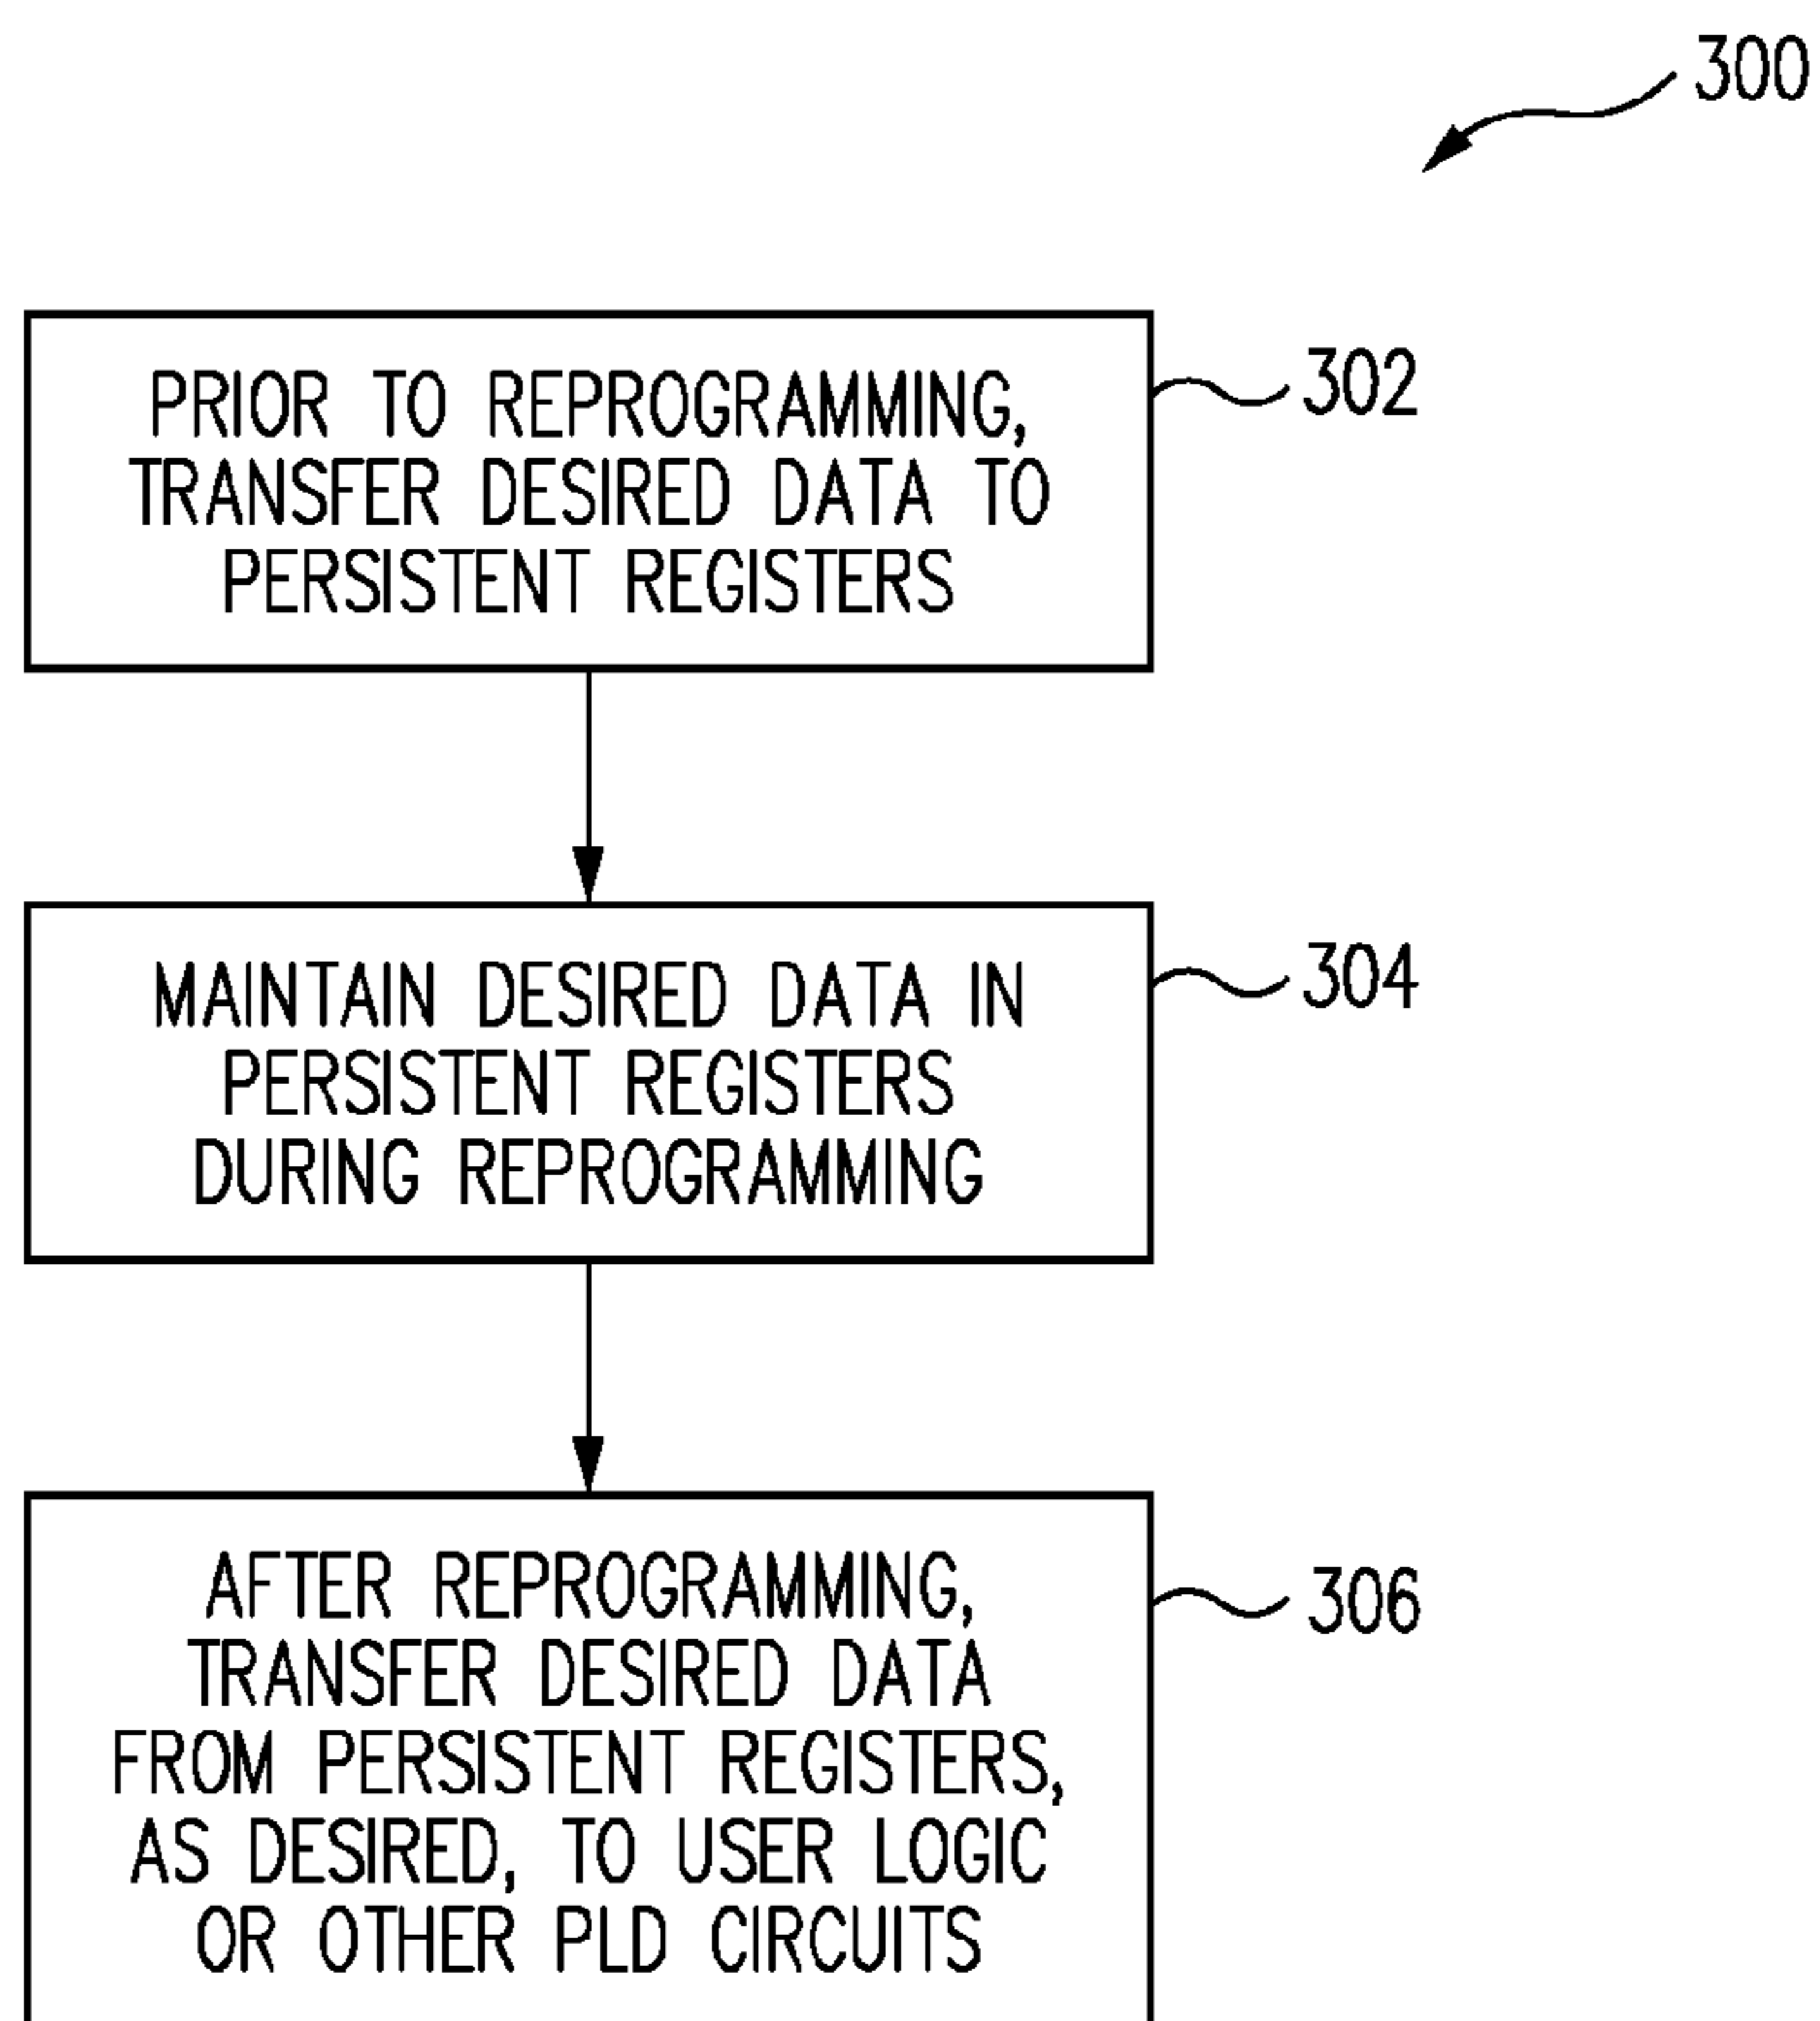 300
PRIOR TO REPROGRAMMING,
TRANSFER DESIRED DATA TO
PERSISTENT REGISTERS
302
MAINTAIN DESIRED DATA IN
PERSISTENT REGISTERS
DURING REPROGRAMMING
304
AFTER REPROGRAMMING,
TRANSFER DESIRED DATA
FROM PERSISTENT REGISTERS,
AS DESIRED, TO USER LOGIC
OR OTHER PLD CIRCUITS
306